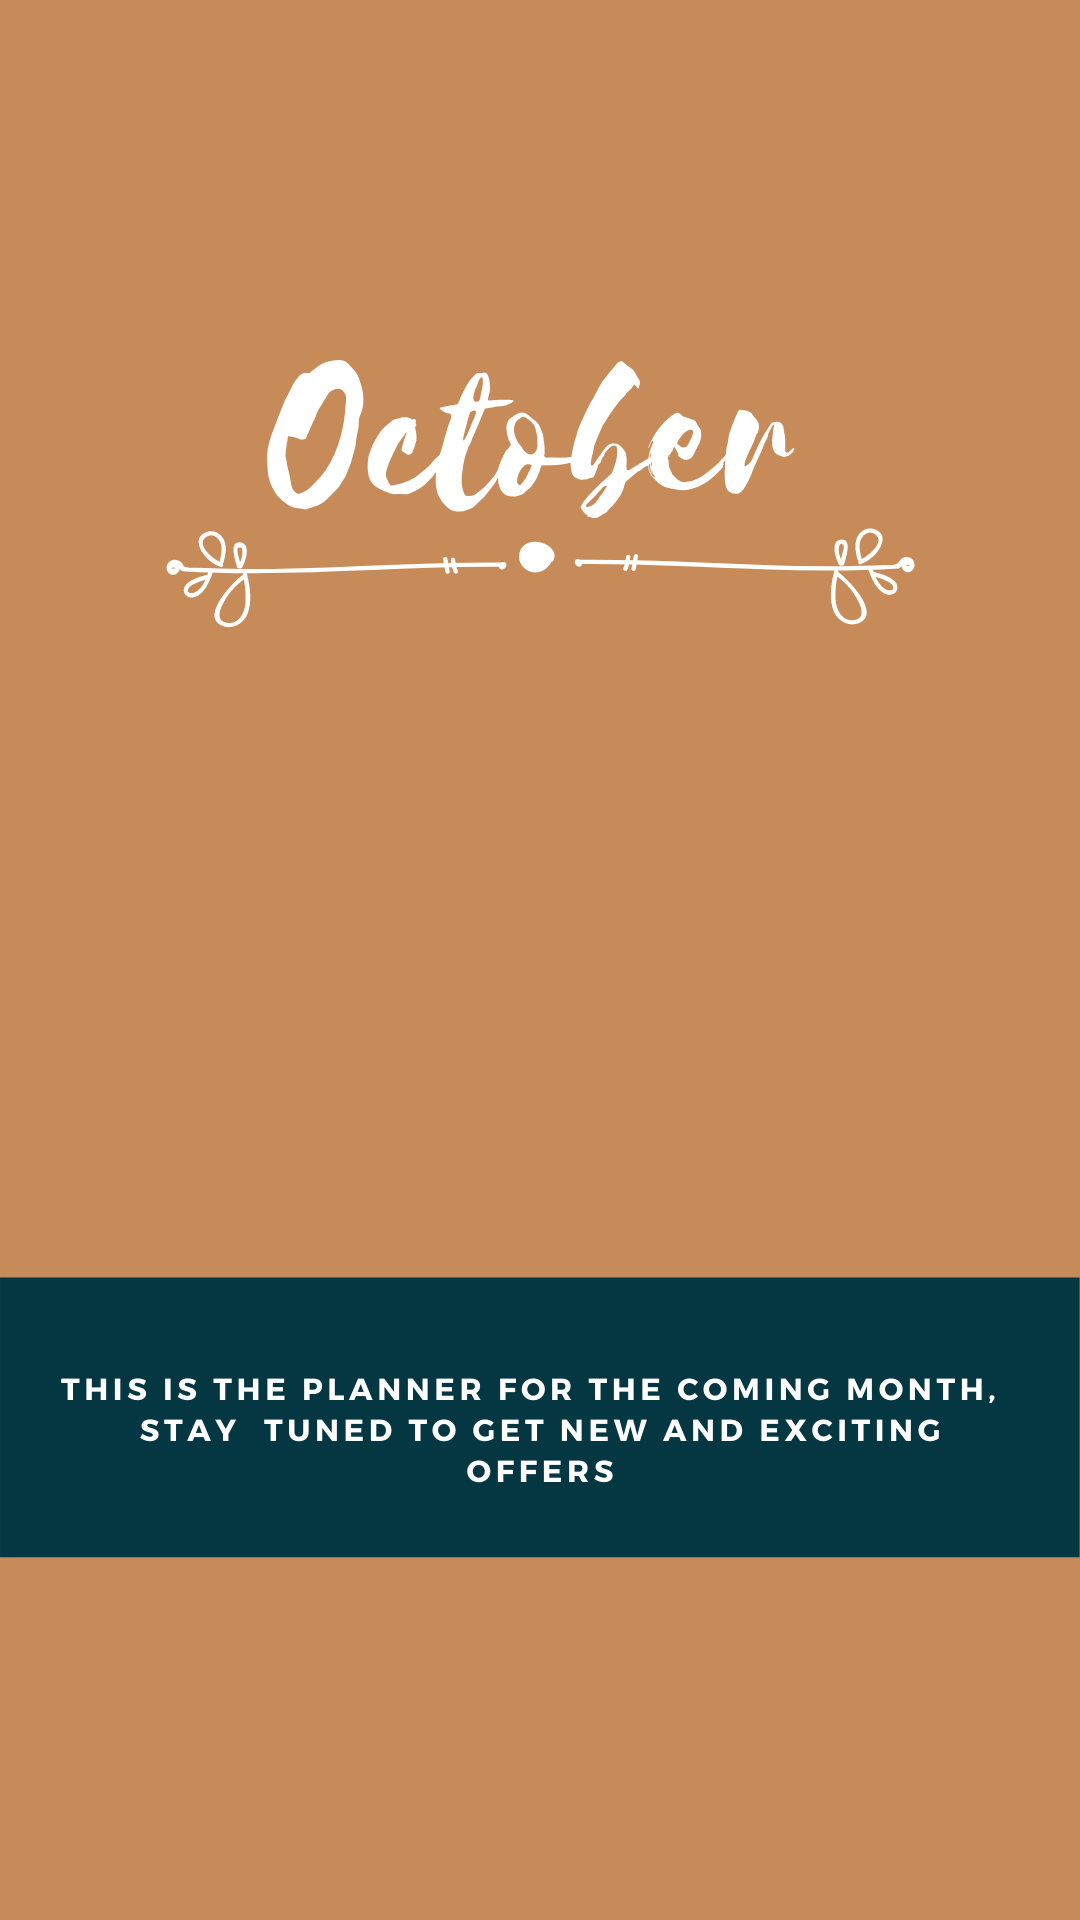 October
THIS IS THE PLANNER FOR THE COMING MONTH,
STAY  TUNED TO GET NEW AND EXCITING
OFFERS